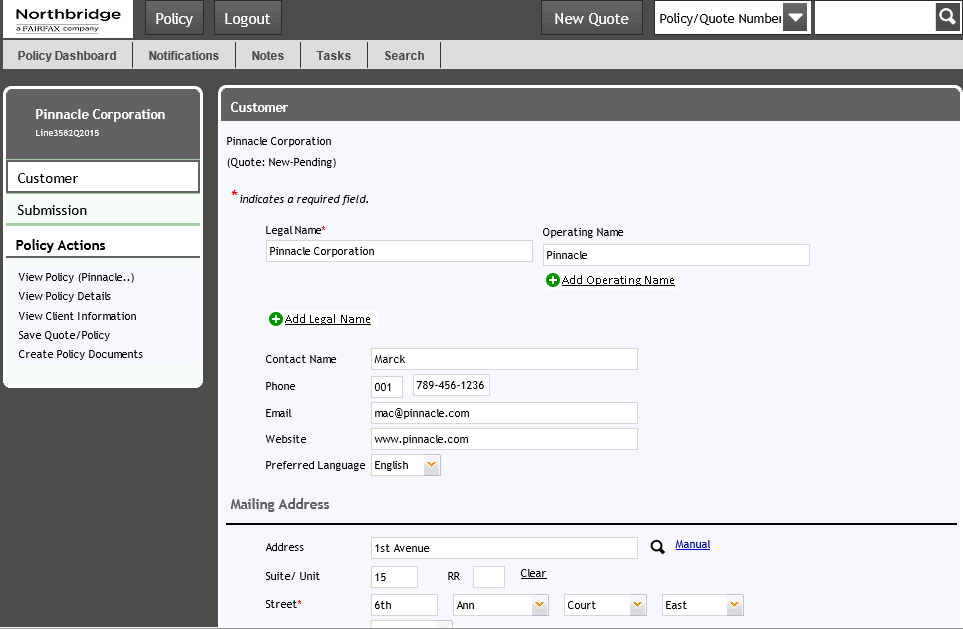 Northbridge
a FAIRFAX company
Policy
Logout
New Quote
Policy/Quote Number
Policy Dashboard
Notifications
Notes
Tasks
Search
Pinnacle Corporation
Line3582Q2015
Customer
Submission
Policy Actions
View Policy (Pinnacle..)
View Policy Details
View Client Information
Save Quote/Policy
Create Policy Documents
Customer
Pinnacle Corporation
(Quote: New-Pending)
* indicates a required field.
Legal Name*
Operating Name
Pinnacle Corporation
Pinnacle
Add Operating Name
Add Legal Name
Contact Name Marck
Phone 001 789-456-1236
Email mac@pinnacle.com
Website www.pinnacle.com
Preferred Language English
Mailing Address
Address 1st Avenue Manual
Suite/ Unit 15 RR Clear
Street* 6th Ann Court East